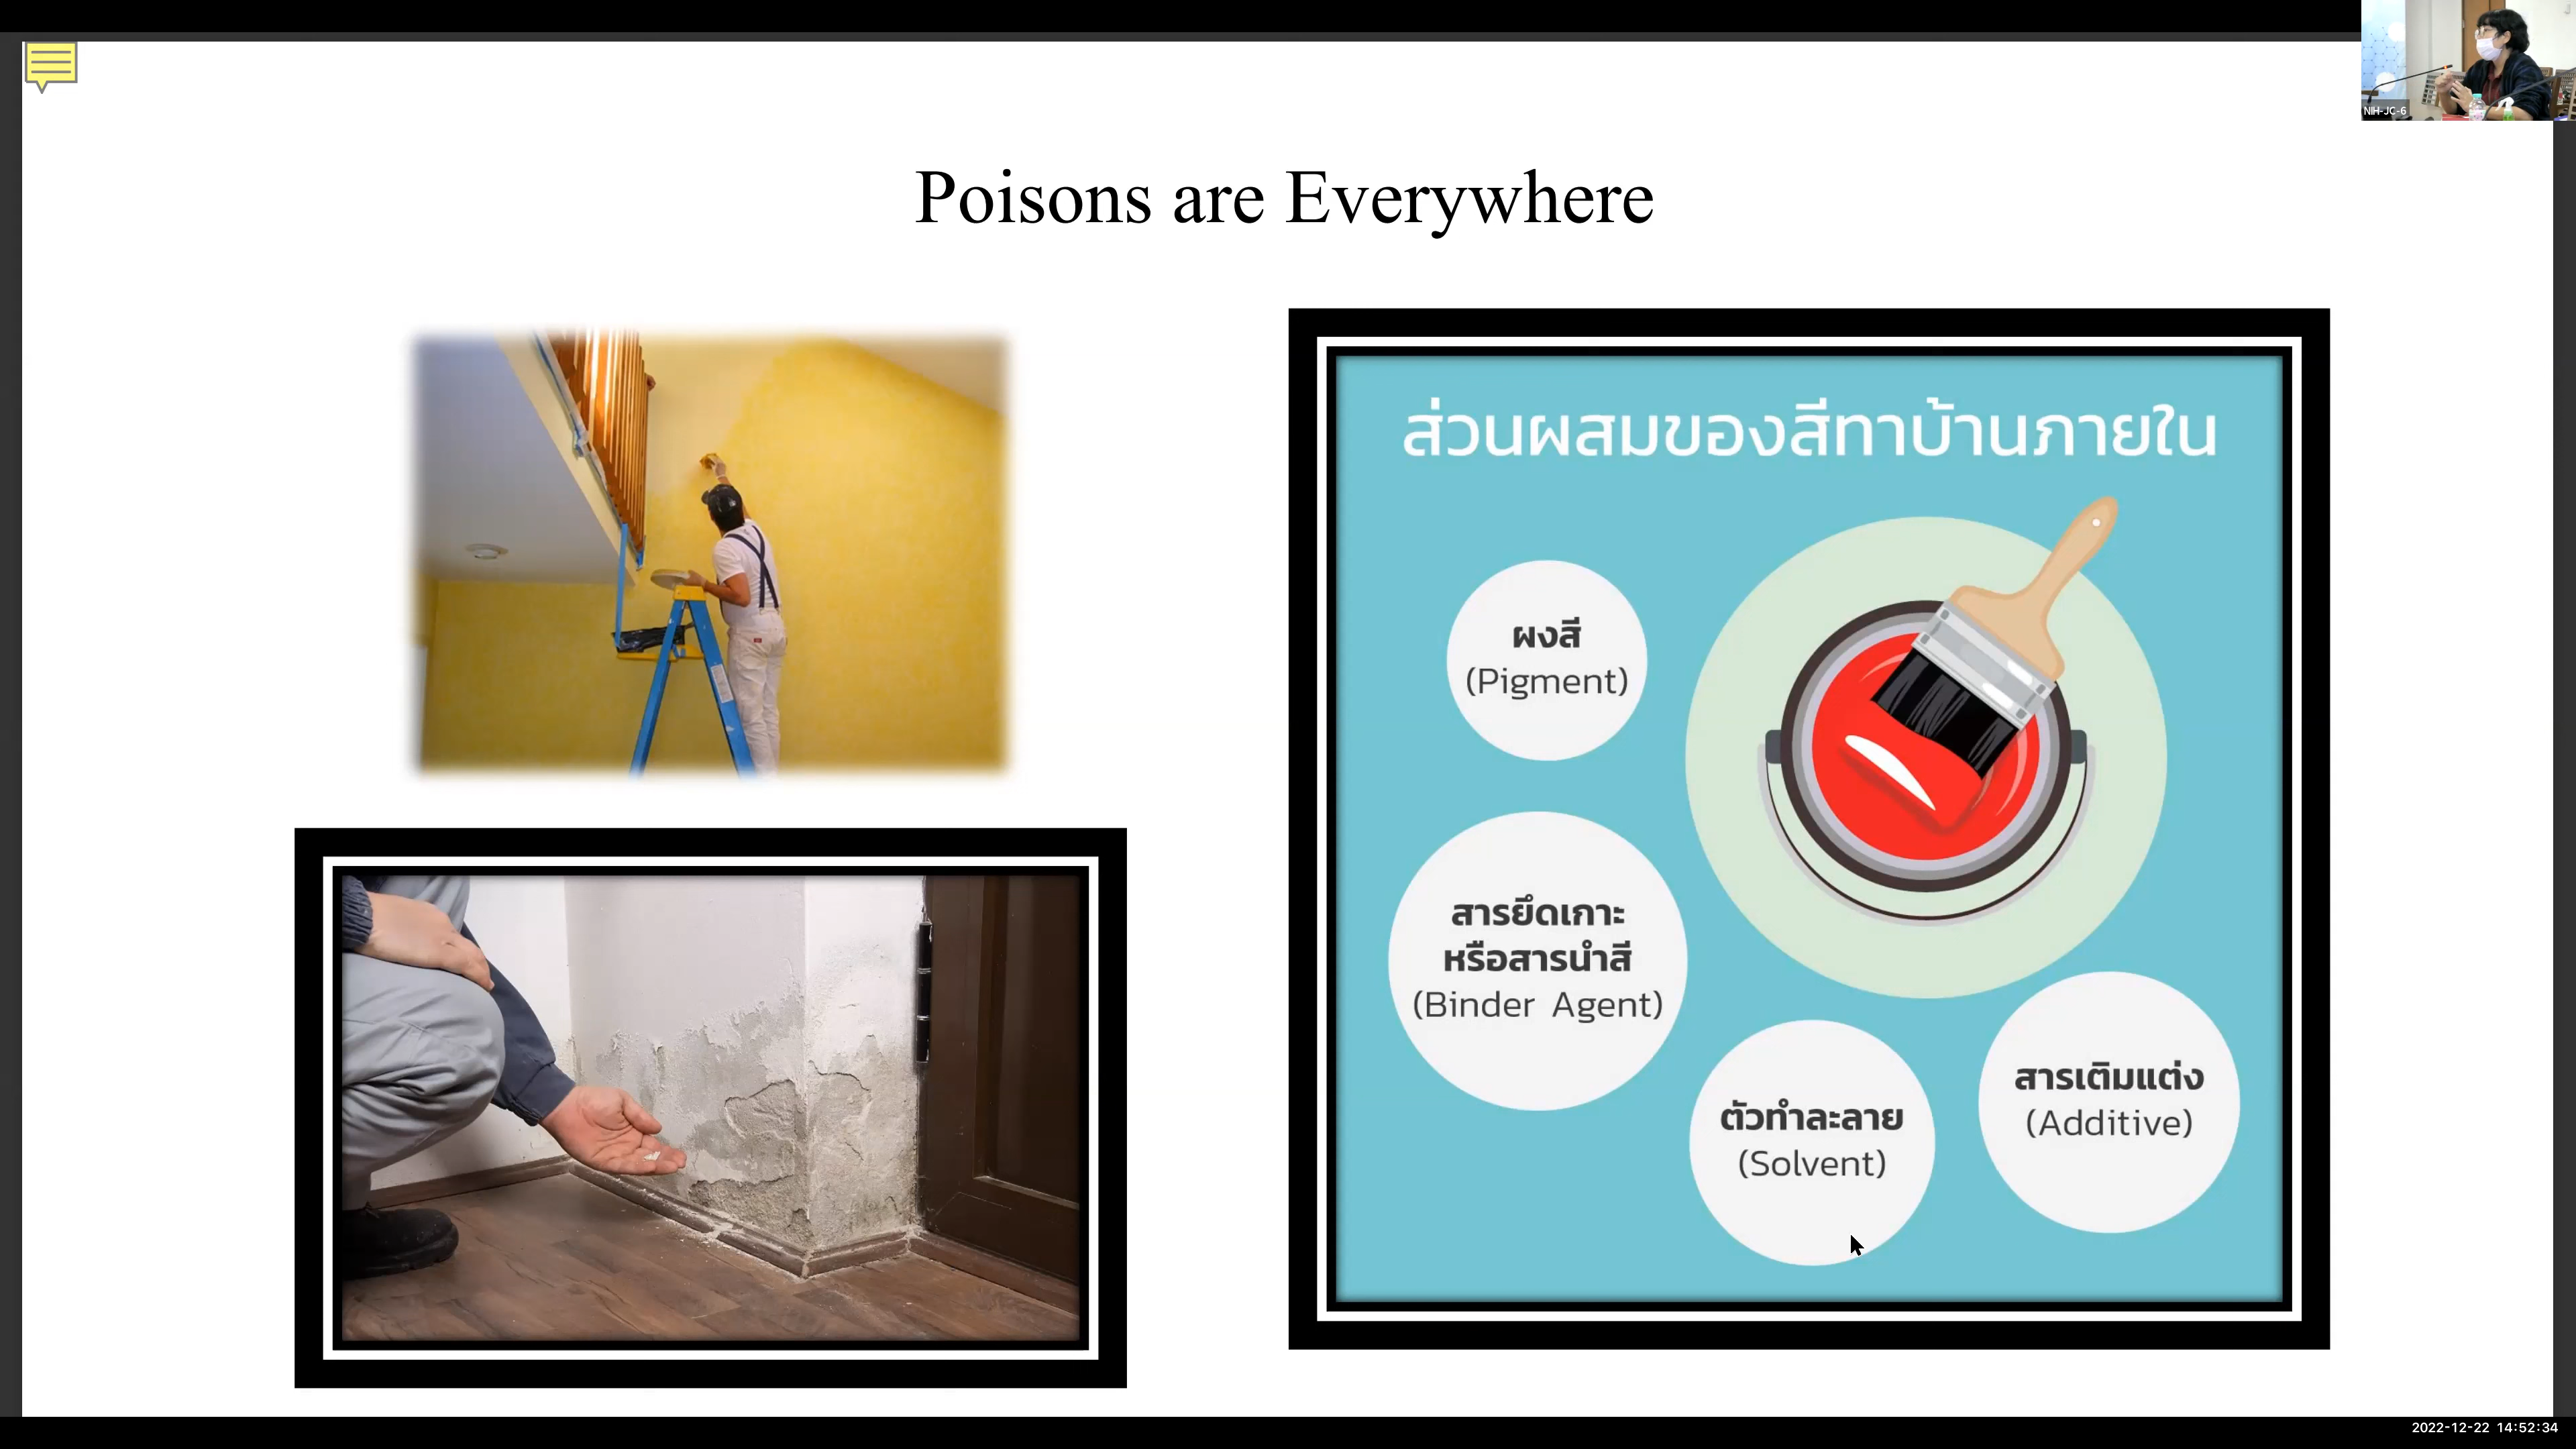 NIH-JC-6
Poisons are Everywhere
ส่วนผสมของสีทาบ้านภายใน
ผงสี
(Pigment)
สารยึดเกาะ
หรือสารนำสี
(Binder Agent)
ตัวทำละลาย
(Solvent)
สารเติมแต่ง
(Additive)
2022-12-22 14:52:34